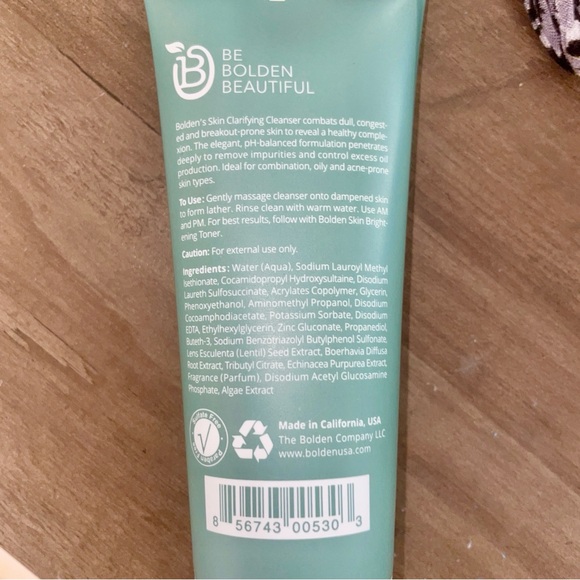 B
BE
BOLDEN
BEAUTIFUL
Bolden's Skin Clarifying Cleanser combats dull, congest-
ed and breakout-prone skin to reveal a healthy comple-
xion. The elegant, pH-balanced formulation penetrates
deeply to remove impurities and control excess oil
production. Ideal for combination, oily and acne-prone
skin types.
To Use: Gently massage cleanser onto dampened skin
to form lather. Rinse clean with warm water. Use AM
and PM. For best results, follow with Bolden Skin Bright-
ening Toner.
Caution: For external use only.
Ingredients: Water (Aqua), Sodium Lauroyl Methyl
Isethionate, Cocamidopropyl Hydroxysultaine, Disodium
Laureth Sulfosuccinate, Acrylates Copolymer, Glycerin,
Phenoxyethanol, Aminomethyl Propanol, Disodium
Cocoamphodiacetate, Potassium Sorbate, Disodium
EDTA, Ethylhexylglycerin, Zinc Gluconate, Propanediol,
Buteth-3, Sodium Benzotriazolyl Butylphenol Sulfonate,
Lens Esculenta (Lentil) Seed Extract, Boerhavia Diffusa
Root Extract, Tributyl Citrate, Echinacea Purpurea Extract,
Fragrance (Parfum), Disodium Acetyl Glucosamine
Phosphate, Algae Extract
Sulfate Free
Paraben Free
Made in California, USA
The Bolden Company LLC
www.boldenusa.com
8 56743 00530 3